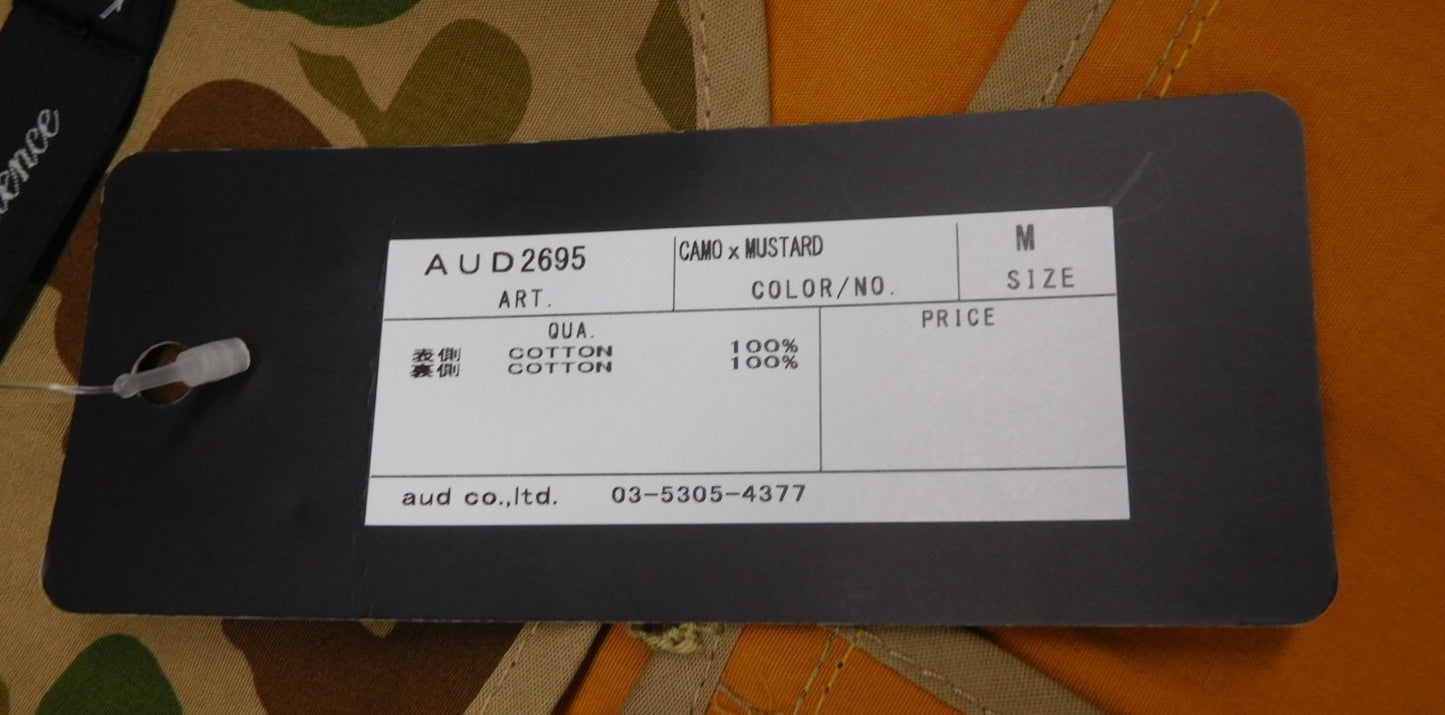 AUD2695
ART.
CAMO x MUSTARD
COLOR/NO.
M
SIZE
QUA.
表側 COTTON 100%
裏側 COTTON 100%
PRICE
aud co.,ltd. 03-5305-4377